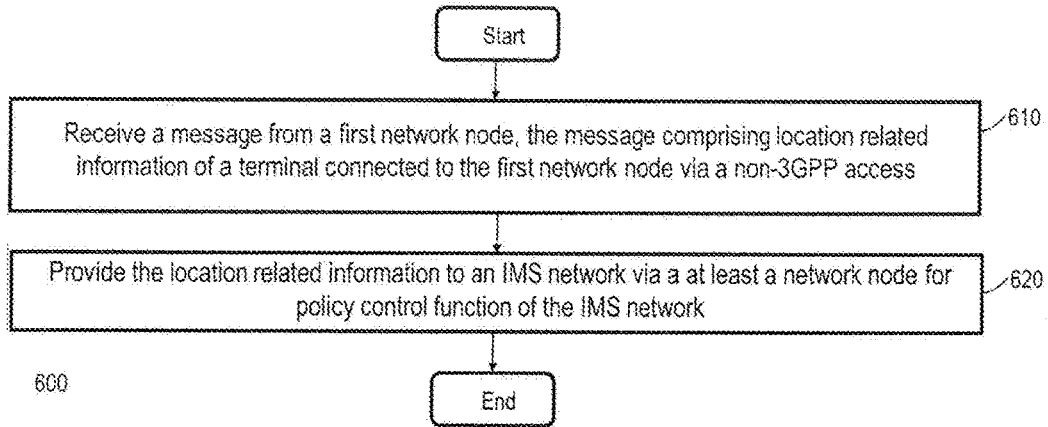 Start
Receive a message from a first network node, the message comprising location related
information of a terminal connected to the first network node via a non-3GPP access
610
Provide the location related information to an IMS network via a at least a network node for
policy control function of the IMS network
620
600
End